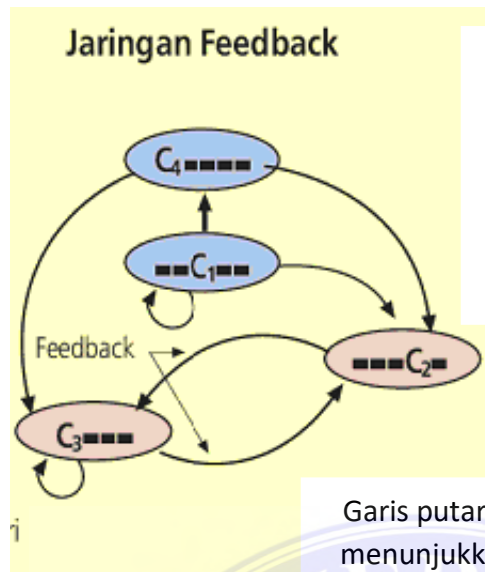 Jaringan Feedback
C₄
C₁
Feedback
C₂
C₃
Garis putar
menunjukk